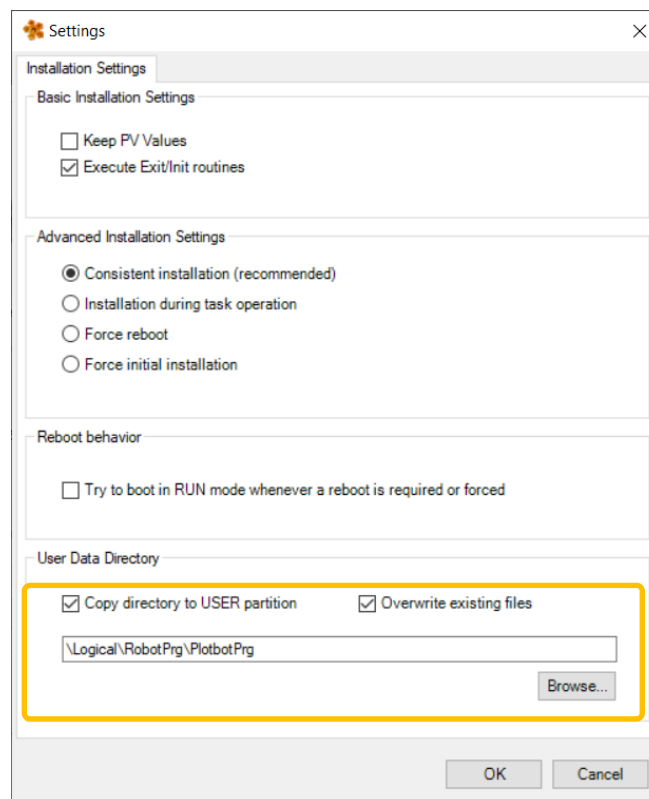 Settings
Installation Settings
Basic Installation Settings
Keep PV Values
Execute Exit/Init routines
Advanced Installation Settings
Consistent installation (recommended)
Installation during task operation
Force reboot
Force initial installation
Reboot behavior
Try to boot in RUN mode whenever a reboot is required or forced
User Data Directory
Copy directory to USER partition Overwrite existing files
\Logical\RobotPrg\PlotbotPrg
Browse...
OK Cancel